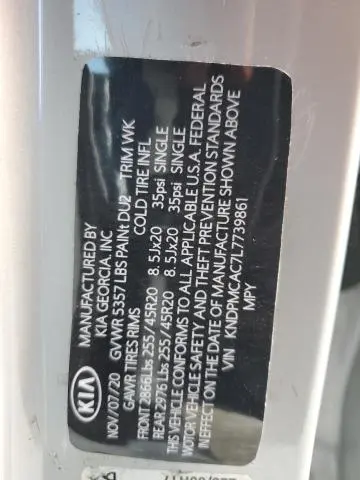 KIA
MANUFACTURED BY
KIA GEORGIA, INC
NOV/07/20 GVWR 5357 LBS PAINt DU2 TRIM WK
GAWR TIRES RIMS COLD TIRE INFL
FRONT 2866Lbs 255/45R20 8.5Jx20 35psi SINGLE
REAR 2976 Lbs 255/45R20 8.5Jx20 35psi SINGLE
THIS VEHICLE CONFORMS TO ALL APPLICABLE U.S.A. FEDERAL
MOTOR VEHICLE SAFETY AND THEFT PREVENTION STANDARDS
IN EFFECT ON THE DATE OF MANUFACTURE SHOWN ABOVE
VIN KNDPMCAC7L7739861
MPY